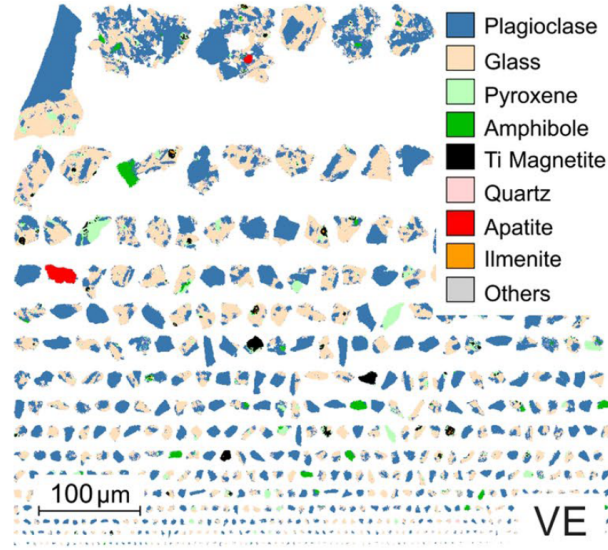 Plagioclase
Glass
Pyroxene
Amphibole
Ti Magnetite
Quartz
Apatite
Ilmenite
Others
100 µm
VE